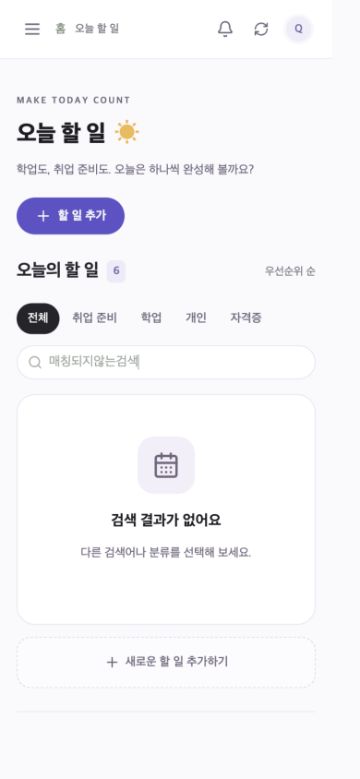 홈 오늘 할 일 Q
MAKE TODAY COUNT
오늘 할 일
학업도, 취업 준비도. 오늘은 하나씩 완성해 볼까요?
할 일 추가
오늘의 할 일 6 우선순위 순
전체 취업 준비 학업 개인 자격증
매칭되지않는검색
검색 결과가 없어요
다른 검색어나 분류를 선택해 보세요.
새로운 할 일 추가하기